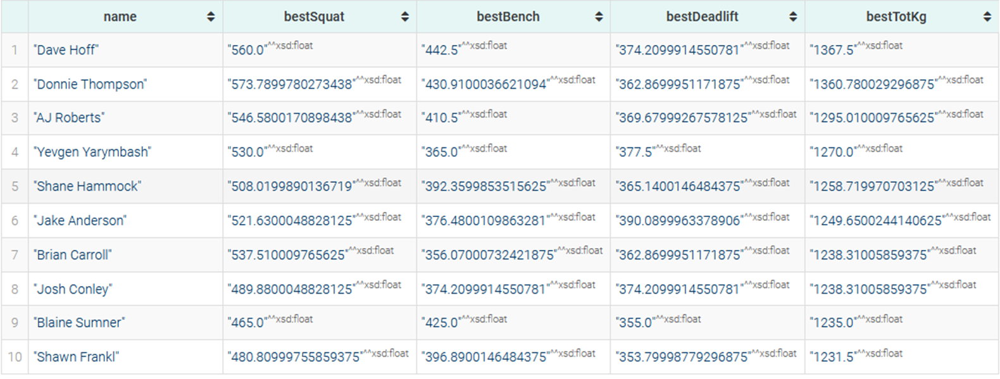 name bestSquat bestBench bestDeadlift bestTotKg
1 "Dave Hoff" "560.0"^^xsd:float "442.5"^^xsd:float "374.2099914550781"^^xsd:float "1367.5"^^xsd:float
2 "Donnie Thompson" "573.7899780273438"^^xsd:float "430.9100036621094"^^xsd:float "362.8699951171875"^^xsd:float "1360.780029296875"^^xsd:float
3 "AJ Roberts" "546.5800170898438"^^xsd:float "410.5"^^xsd:float "369.67999267578125"^^xsd:float "1295.010009765625"^^xsd:float
4 "Yevgen Yarymbash" "530.0"^^xsd:float "365.0"^^xsd:float "377.5"^^xsd:float "1270.0"^^xsd:float
5 "Shane Hammock" "508.0199890136719"^^xsd:float "392.3599853515625"^^xsd:float "365.1400146484375"^^xsd:float "1258.719970703125"^^xsd:float
6 "Jake Anderson" "521.6300048828125"^^xsd:float "376.4800109863281"^^xsd:float "390.0899963378906"^^xsd:float "1249.6500244140625"^^xsd:float
7 "Brian Carroll" "537.510009765625"^^xsd:float "356.07000732421875"^^xsd:float "362.8699951171875"^^xsd:float "1238.31005859375"^^xsd:float
8 "Josh Conley" "489.8800048828125"^^xsd:float "374.2099914550781"^^xsd:float "374.2099914550781"^^xsd:float "1238.31005859375"^^xsd:float
9 "Blaine Sumner" "465.0"^^xsd:float "425.0"^^xsd:float "355.0"^^xsd:float "1235.0"^^xsd:float
10 "Shawn Frankl" "480.80999755859375"^^xsd:float "396.8900146484375"^^xsd:float "353.79998779296875"^^xsd:float "1231.5"^^xsd:float